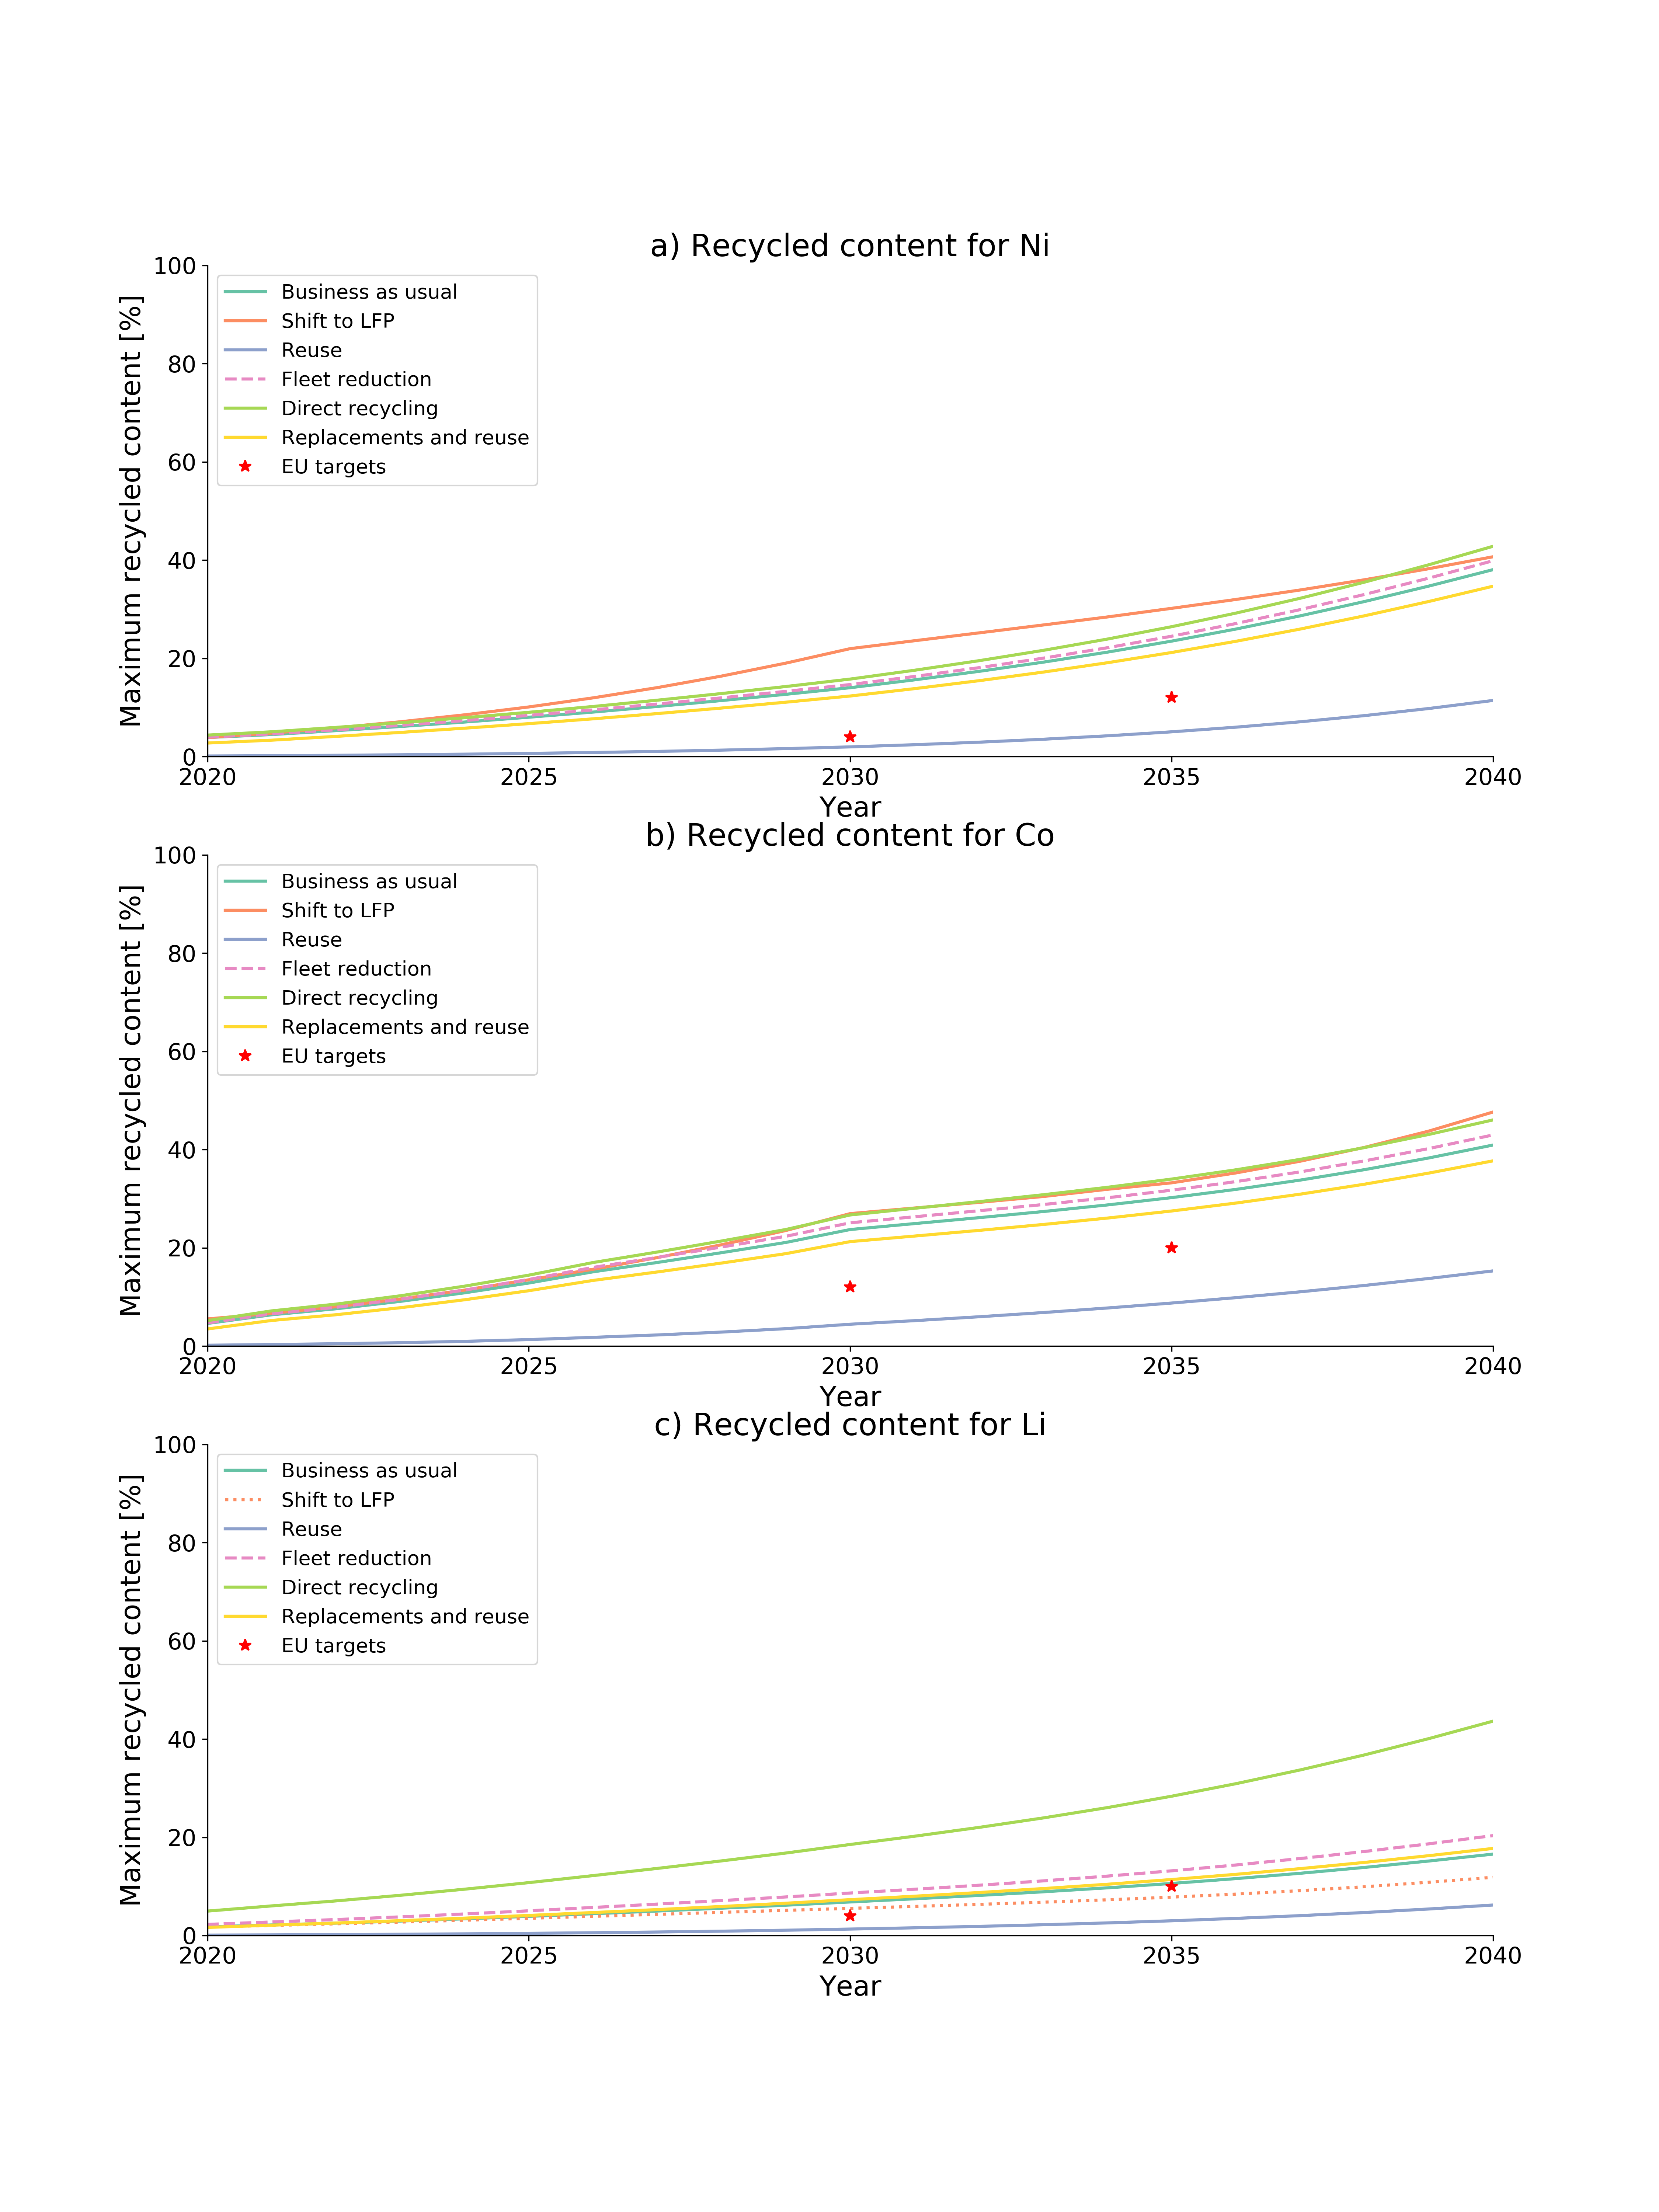 a) Recycled content for Ni
Maximum recycled content [%]
100
80
60
40
20
0
Business as usual
Shift to LFP
Reuse
Fleet reduction
Direct recycling
Replacements and reuse
EU targets
2020 2025 2030 2035 2040
Year
b) Recycled content for Co
Maximum recycled content [%]
100
80
60
40
20
0
Business as usual
Shift to LFP
Reuse
Fleet reduction
Direct recycling
Replacements and reuse
EU targets
2020 2025 2030 2035 2040
Year
c) Recycled content for Li
Maximum recycled content [%]
100
80
60
40
20
0
Business as usual
Shift to LFP
Reuse
Fleet reduction
Direct recycling
Replacements and reuse
EU targets
2020 2025 2030 2035 2040
Year